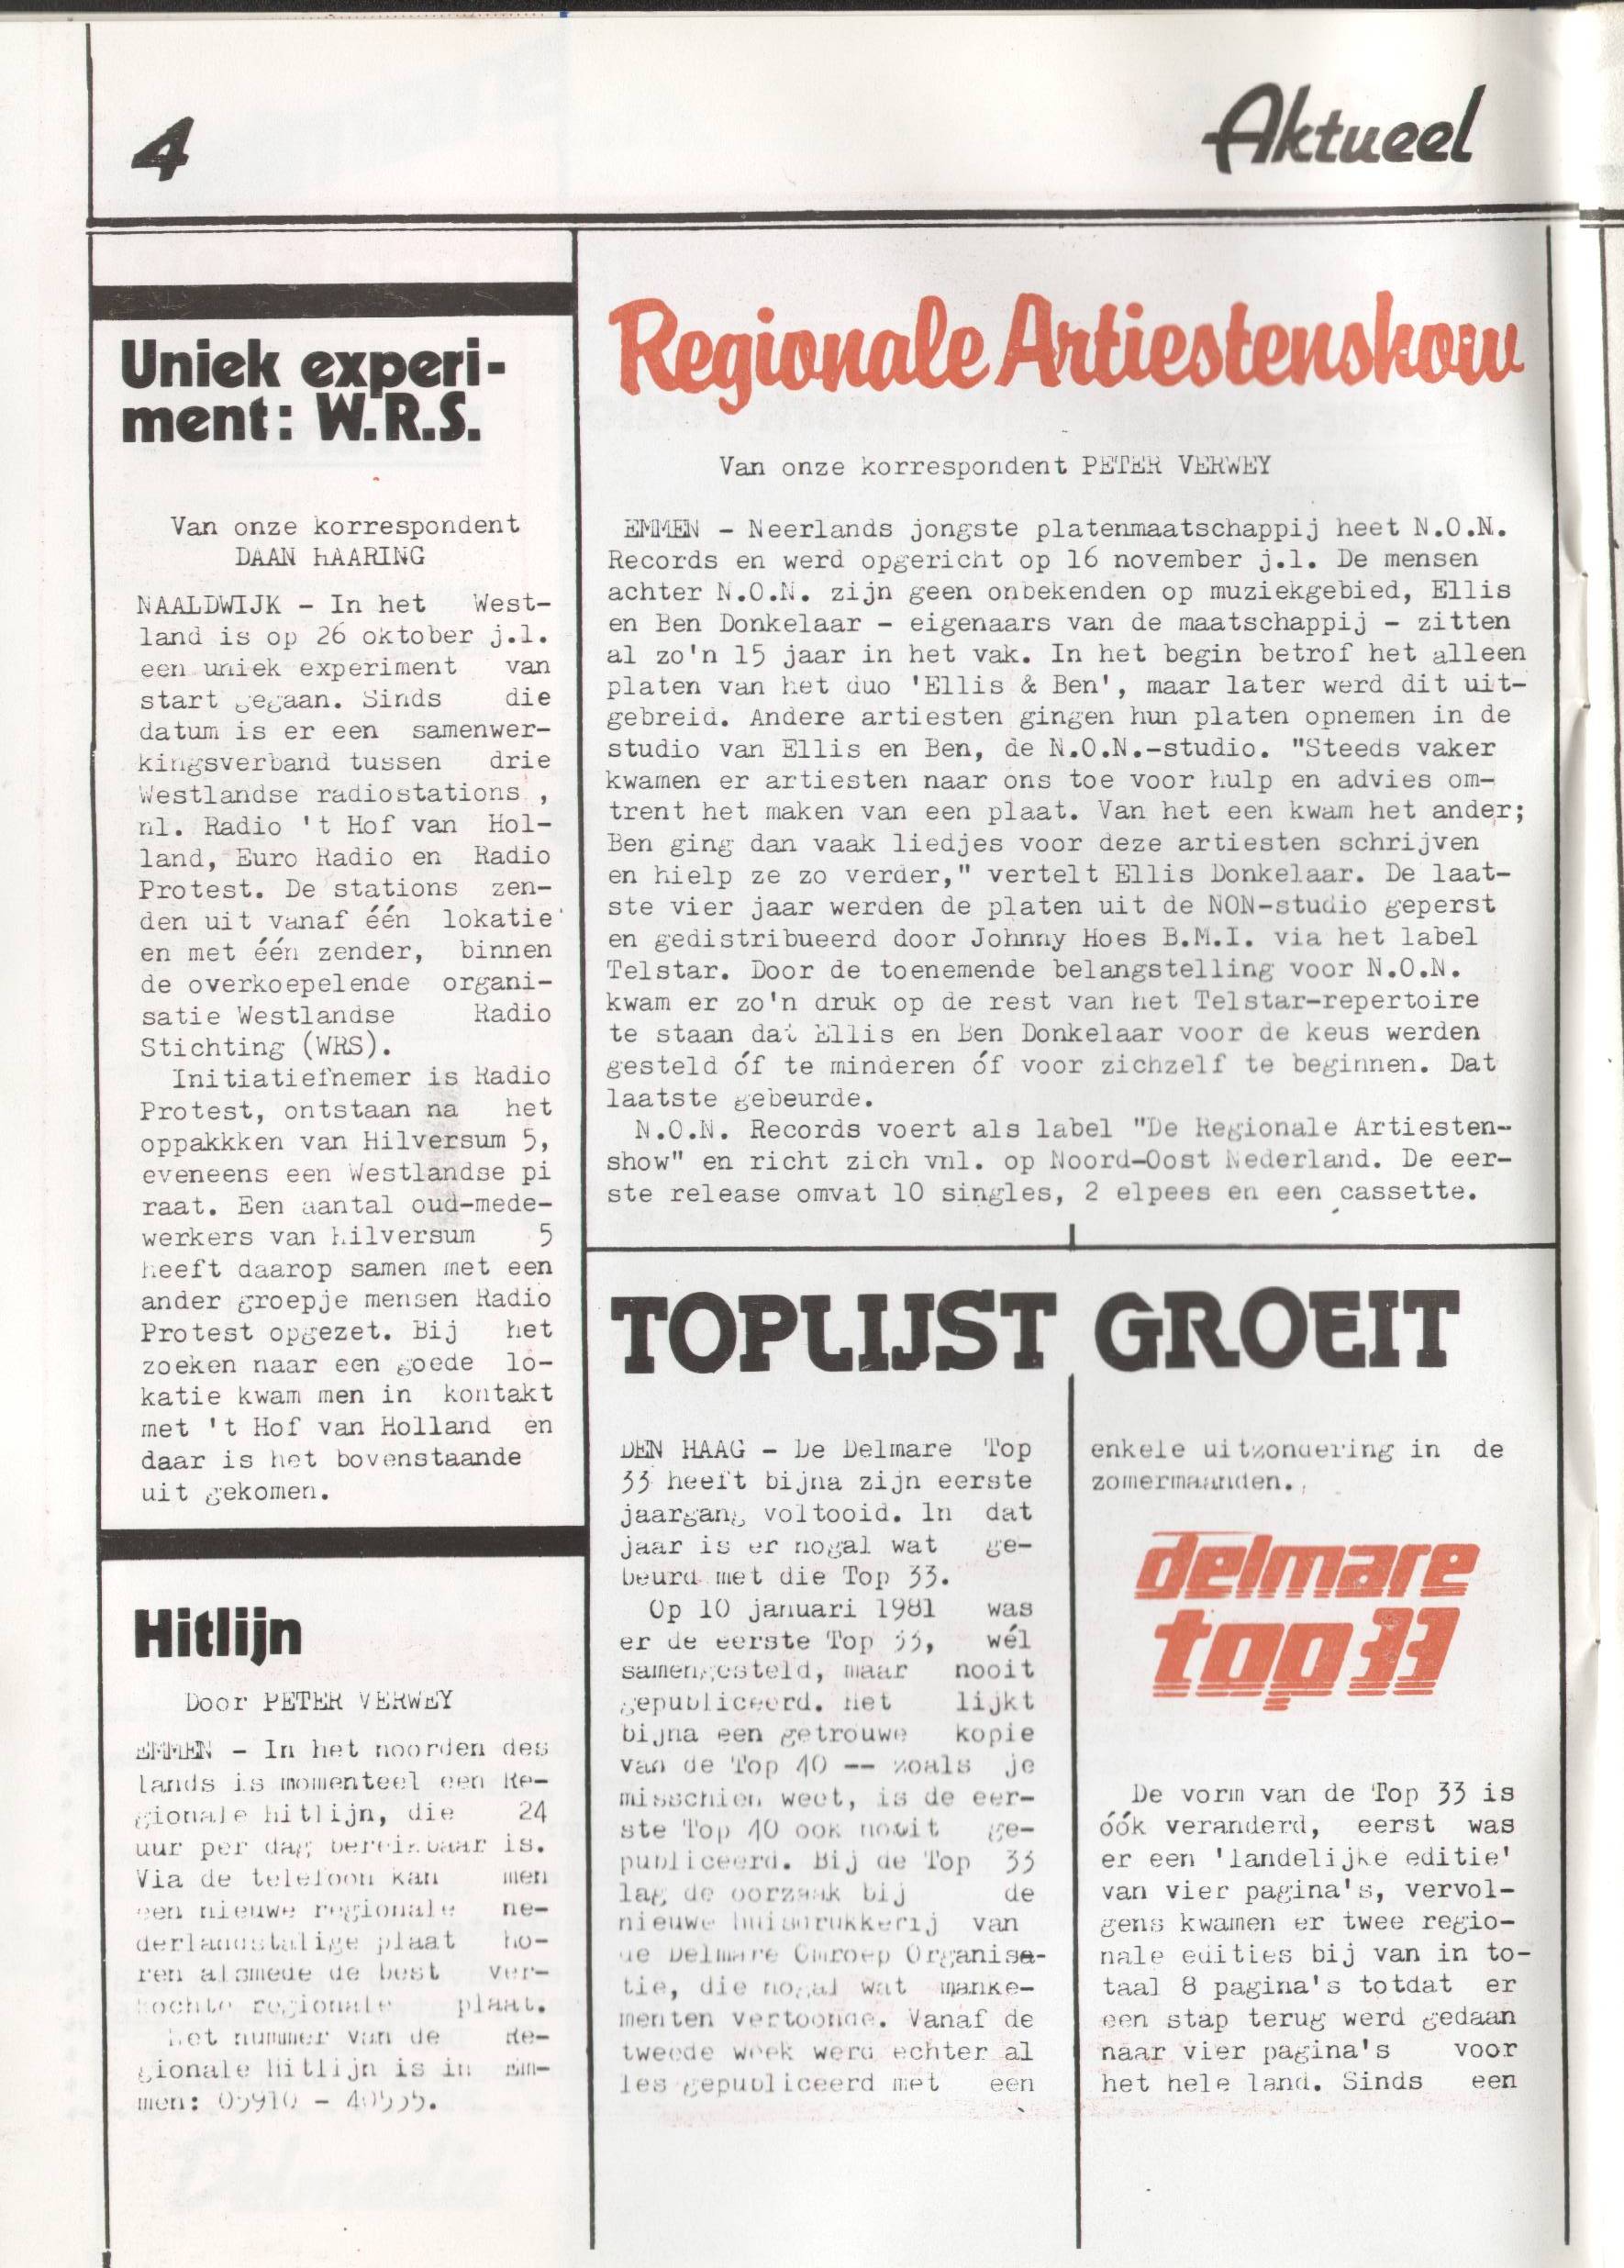 4
Aktueel
Uniek experi-
ment: W.R.S.
Van onze korrespondent
DAAN HAARING
NAALDWIJK - In het West-
land is op 26 oktober j.l.
een uniek experiment van
start gegaan. Sinds die
datum is er een samenwer-
kingsverband tussen drie
Westlandse radiostations ,
nl. Radio 't Hof van Hol-
land, Euro Radio en Radio
Protest. De stations zen-
den uit vanaf één lokatie
en met één zender, binnen
de overkoepelende organi-
satie Westlandse Radio
Stichting (WRS).
Initiatiefnemer is Radio
Protest, ontstaan na het
oppakkken van Hilversum 5,
eveneens een Westlandse pi
raat. Een aantal oud-mede-
werkers van Hilversum 5
heeft daarop samen met een
ander groepje mensen Radio
Protest opgezet. Bij het
zoeken naar een goede lo-
katie kwam men in kontakt
met 't Hof van Holland en
daar is het bovenstaande
uit gekomen.
Hitlijn
Door PETER VERWEY
EMMEN - In het noorden des
lands is momenteel een Re-
gionale hitlijn, die 24
uur per dag bereikbaar is.
Via de telefoon kan men
een nieuwe regionale ne-
derlandstalige plaat ho-
ren alsmede de best ver-
kochte regionale plaat.
Het nummer van de Re-
gionale hitlijn is in Em-
men: 05910 -
Regionale Artiestenshow
Van onze korrespondent PETER VERWEY
EMMEN - Neerlands jongste platenmaatschappij heet N.O.N.
Records en werd opgericht op 16 november j.l. De mensen
achter N.O.N. zijn geen onbekenden op muziekgebied, Ellis
en Ben Donkelaar - eigenaars van de maatschappij - zitten
al zo'n 15 jaar in het vak. In het begin betrof het alleen
platen van het duo 'Ellis & Ben', maar later werd dit uit-
gebreid. Andere artiesten gingen hun platen opnemen in de
studio van Ellis en Ben, de N.O.N.-studio. "Steeds vaker
kwamen er artiesten naar ons toe voor hulp en advies om-
trent het maken van een plaat. Van het een kwam het ander;
Ben ging dan vaak liedjes voor deze artiesten schrijven
en hielp ze zo verder," vertelt Ellis Donkelaar. De laat-
ste vier jaar werden de platen uit de NON-studio geperst
en gedistribueerd door Johnny Hoes B.M.I. via het label
Telstar. Door de toenemende belangstelling voor N.O.N.
kwam er zo'n druk op de rest van het Telstar-repertoire
te staan dat Ellis en Ben Donkelaar voor de keus werden
gesteld óf te minderen óf voor zichzelf te beginnen. Dat
laatste gebeurde.
N.O.N. Records voert als label "De Regionale Artiesten-
show" en richt zich vnl. op Noord-Oost Nederland. De eer-
ste release omvat 10 singles, 2 elpees en een cassette.
TOPLIJST GROEIT
DEN HAAG - De Delmare Top
33 heeft bijna zijn eerste
jaargang voltooid. In dat
jaar is er nogal wat ge-
beurd met die Top 33.
Op 10 januari 1981 was
er de eerste Top 33, wél
samengesteld, maar nooit
gepubliceerd. Het lijkt
bijna een getrouwe kopie
van de Top 40 -- zoals je
misschien weet, is de eer-
ste Top 40 ook nooit ge-
publiceerd. Bij de Top 33
lag de oorzaak bij de
nieuwe huisdrukkerij van
de Delmare Omroep Organisa-
tie, die nogal wat manke-
menten vertoonde. Vanaf de
tweede week werd echter al
les gepubliceerd met een
enkele uitzondering in de
zomermaanden.
delmare
top 33
De vorm van de Top 33 is
óók veranderd, eerst was
er een 'landelijke editie'
van vier pagina's, vervol-
gens kwamen er twee regio-
nale edities bij van in to-
taal 8 pagina's totdat er
een stap terug werd gedaan
naar vier pagina's voor
het hele land. Sinds een